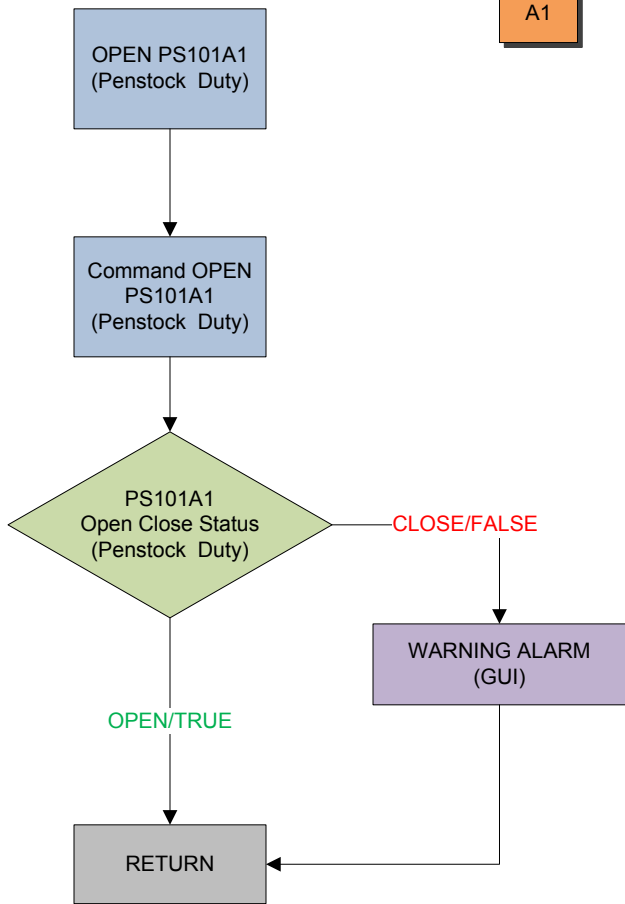 A1
OPEN PS101A1
(Penstock Duty)
Command OPEN
PS101A1
(Penstock Duty)
PS101A1
Open Close Status
(Penstock Duty)
CLOSE/FALSE
WARNING ALARM
(GUI)
OPEN/TRUE
RETURN